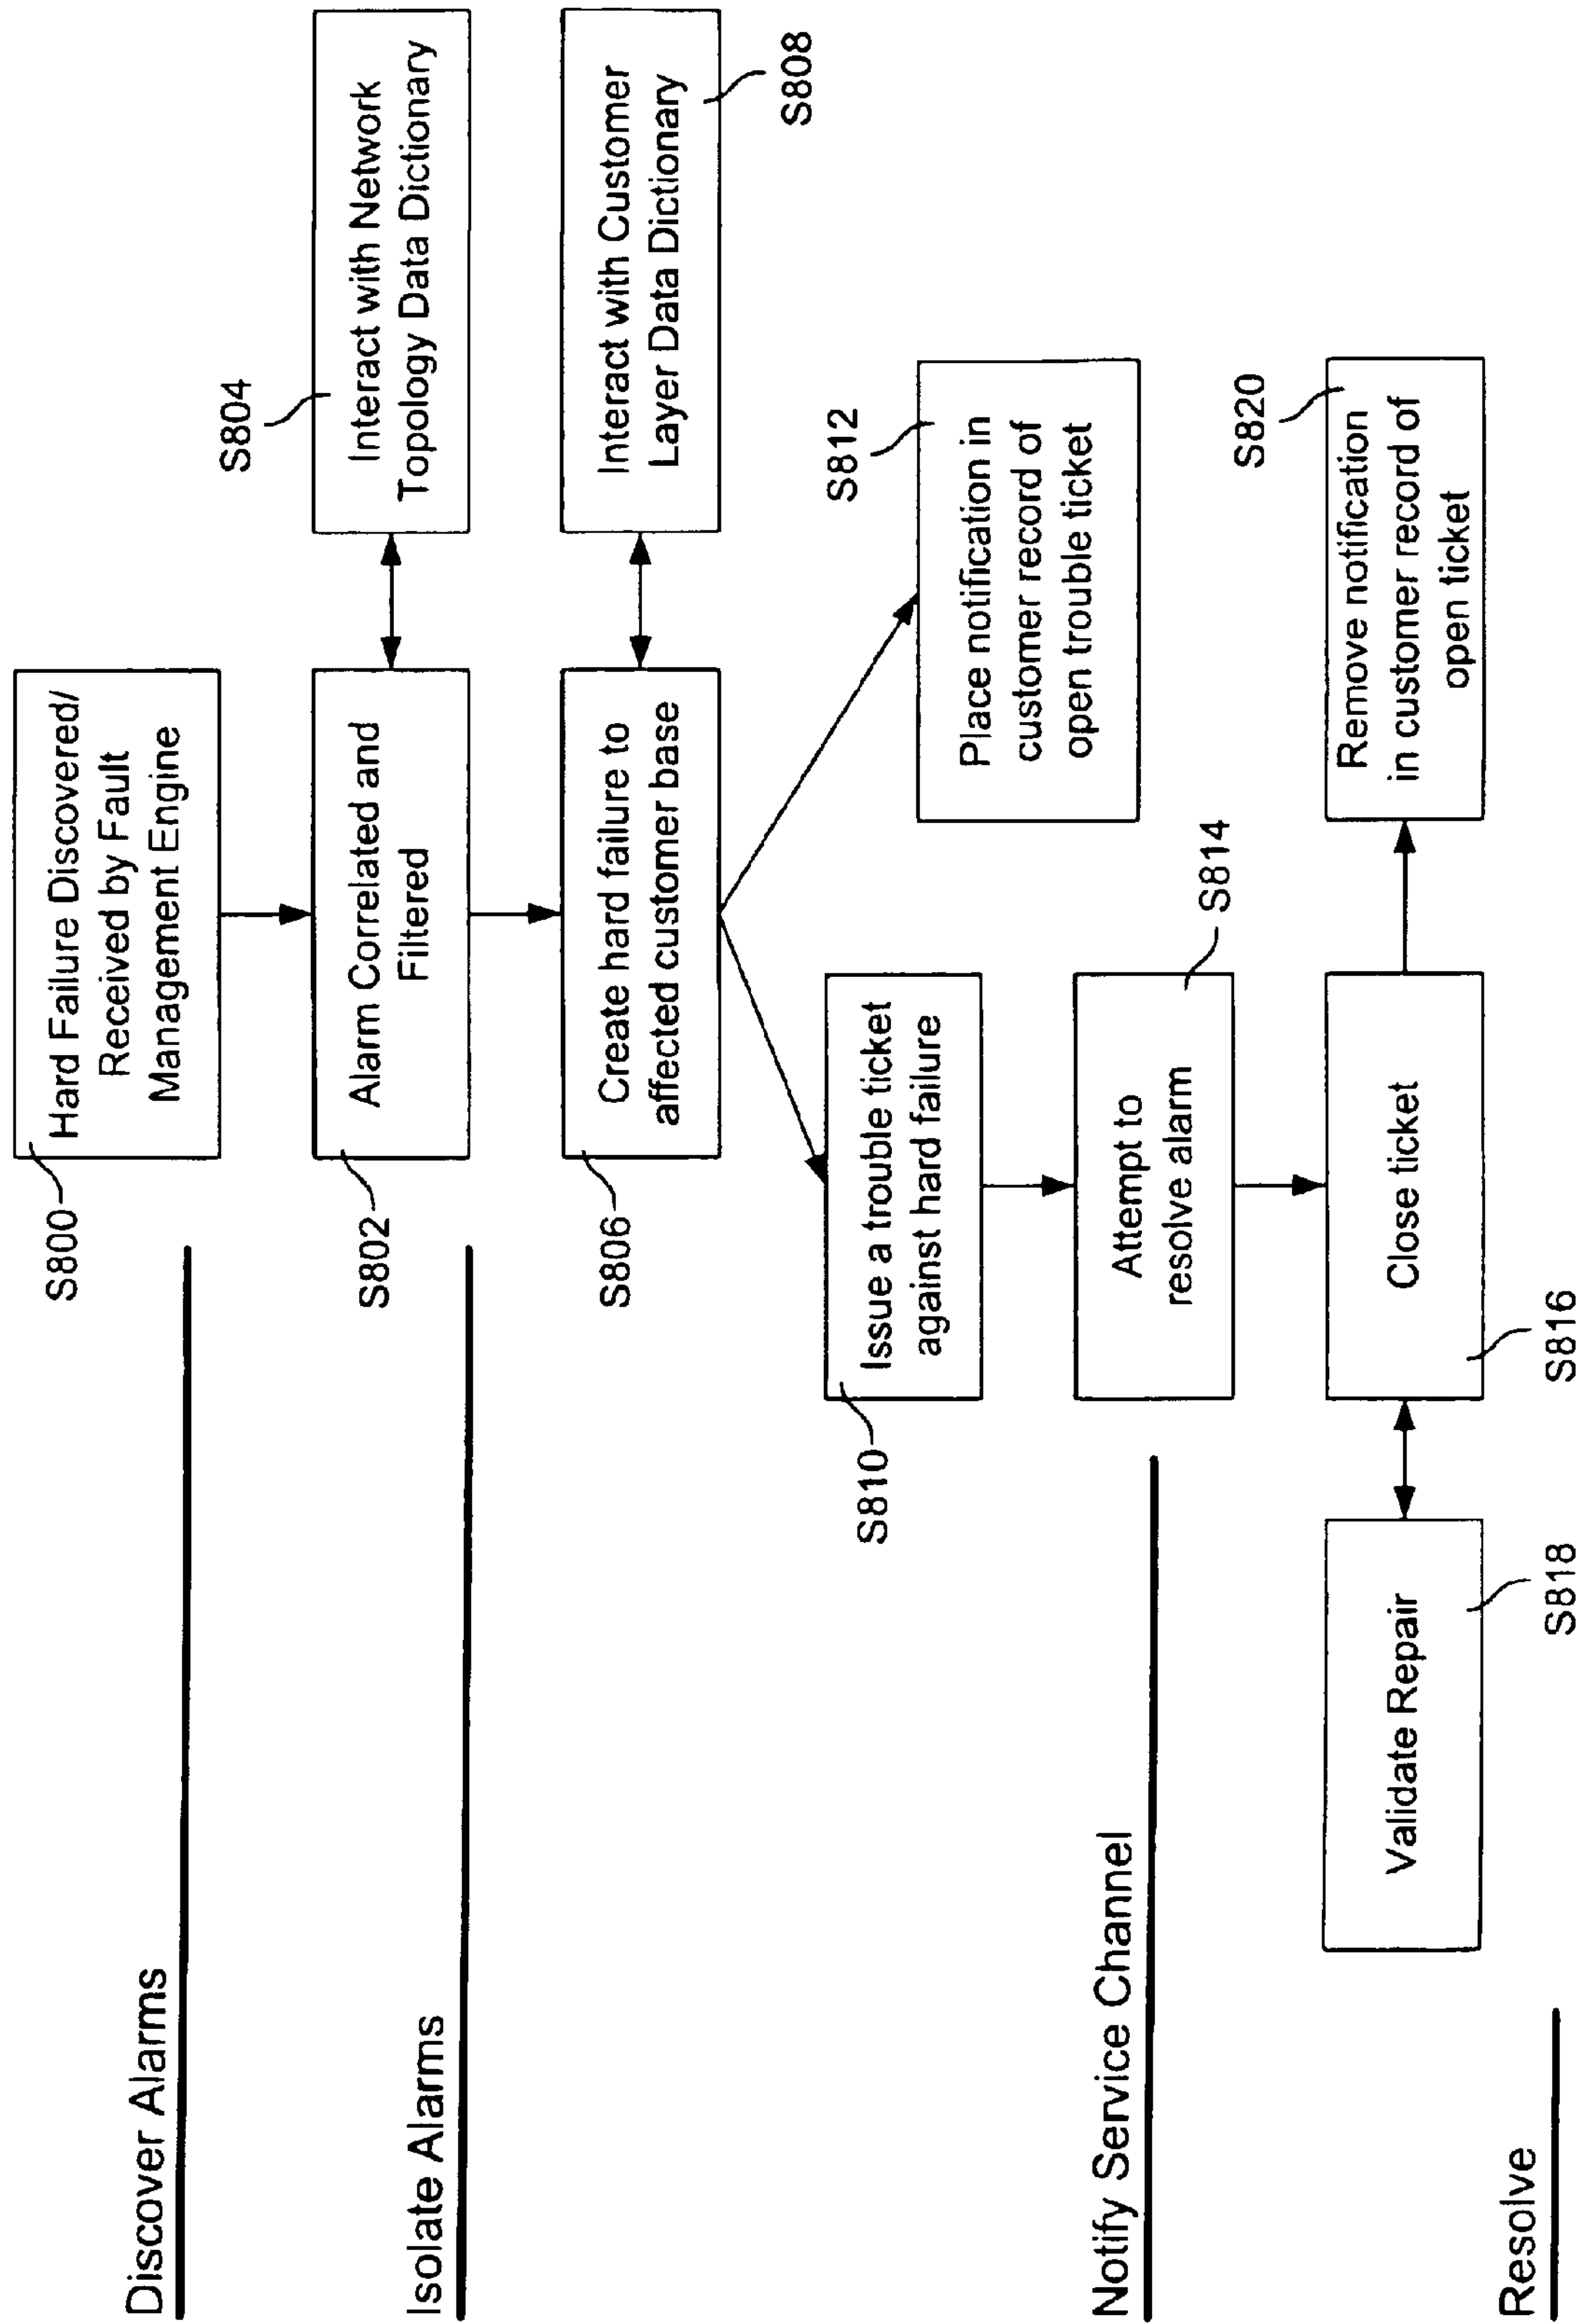 S800
Hard Failure Discovered/
Received by Fault
Management Engine
Discover Alarms
S802
Alarm Correlated and
Filtered
S804
Interact with Network
Topology Data Dictionary
Isolate Alarms
S806
Create hard failure to
affected customer base
Interact with Customer
Layer Data Dictionary
S808
S810
Issue a trouble ticket
against hard failure
S812
Place notification in
customer record of
open trouble ticket
Attempt to
resolve alarm
S814
Notify Service Channel
Validate Repair
S818
Close ticket
S816
S820
Remove notification
in customer record of
open ticket
Resolve